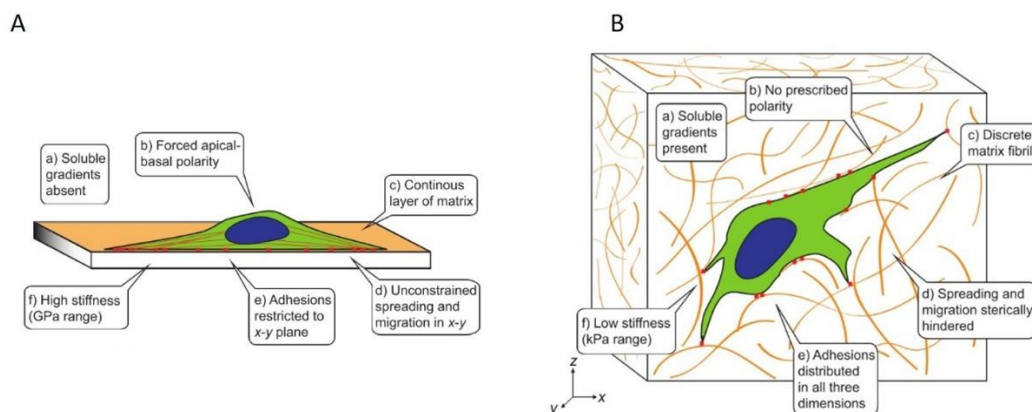 A
a) Soluble
gradients
absent
b) Forced apical-
basal polarity
c) Continous
layer of matrix
f) High stiffness
(GPa range)
e) Adhesions
restricted to
x-y plane
d) Unconstrained
spreading and
migration in x-y
B
b) No prescribed
polarity
a) Soluble
gradients
present
c) Discrete
matrix fibril
f) Low stiffness
(kPa range)
d) Spreading and
migration sterically
hindered
e) Adhesions
distributed
in all three
dimensions
z
x
y